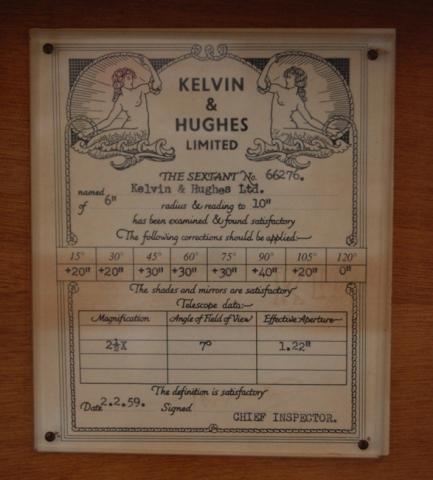 KELVIN
&
HUGHES
LIMITED
THE SEXTANT No. 66276.
named Kelvin & Hughes Ltd.
of 6" radius & reading to 10"
has been examined & found satisfactory
The following corrections should be applied:-
15° 30° 45° 60° 75° 90° 105° 120°
+20" +20" +30" +30" +30" +40" +20" 0"
The shades and mirrors are satisfactory
Telescope data:-
Magnification Angle of Field of View Effective Aperture
2½X 7° 1.22"
The definition is satisfactory
Date 2.2.59. Signed
CHIEF INSPECTOR.